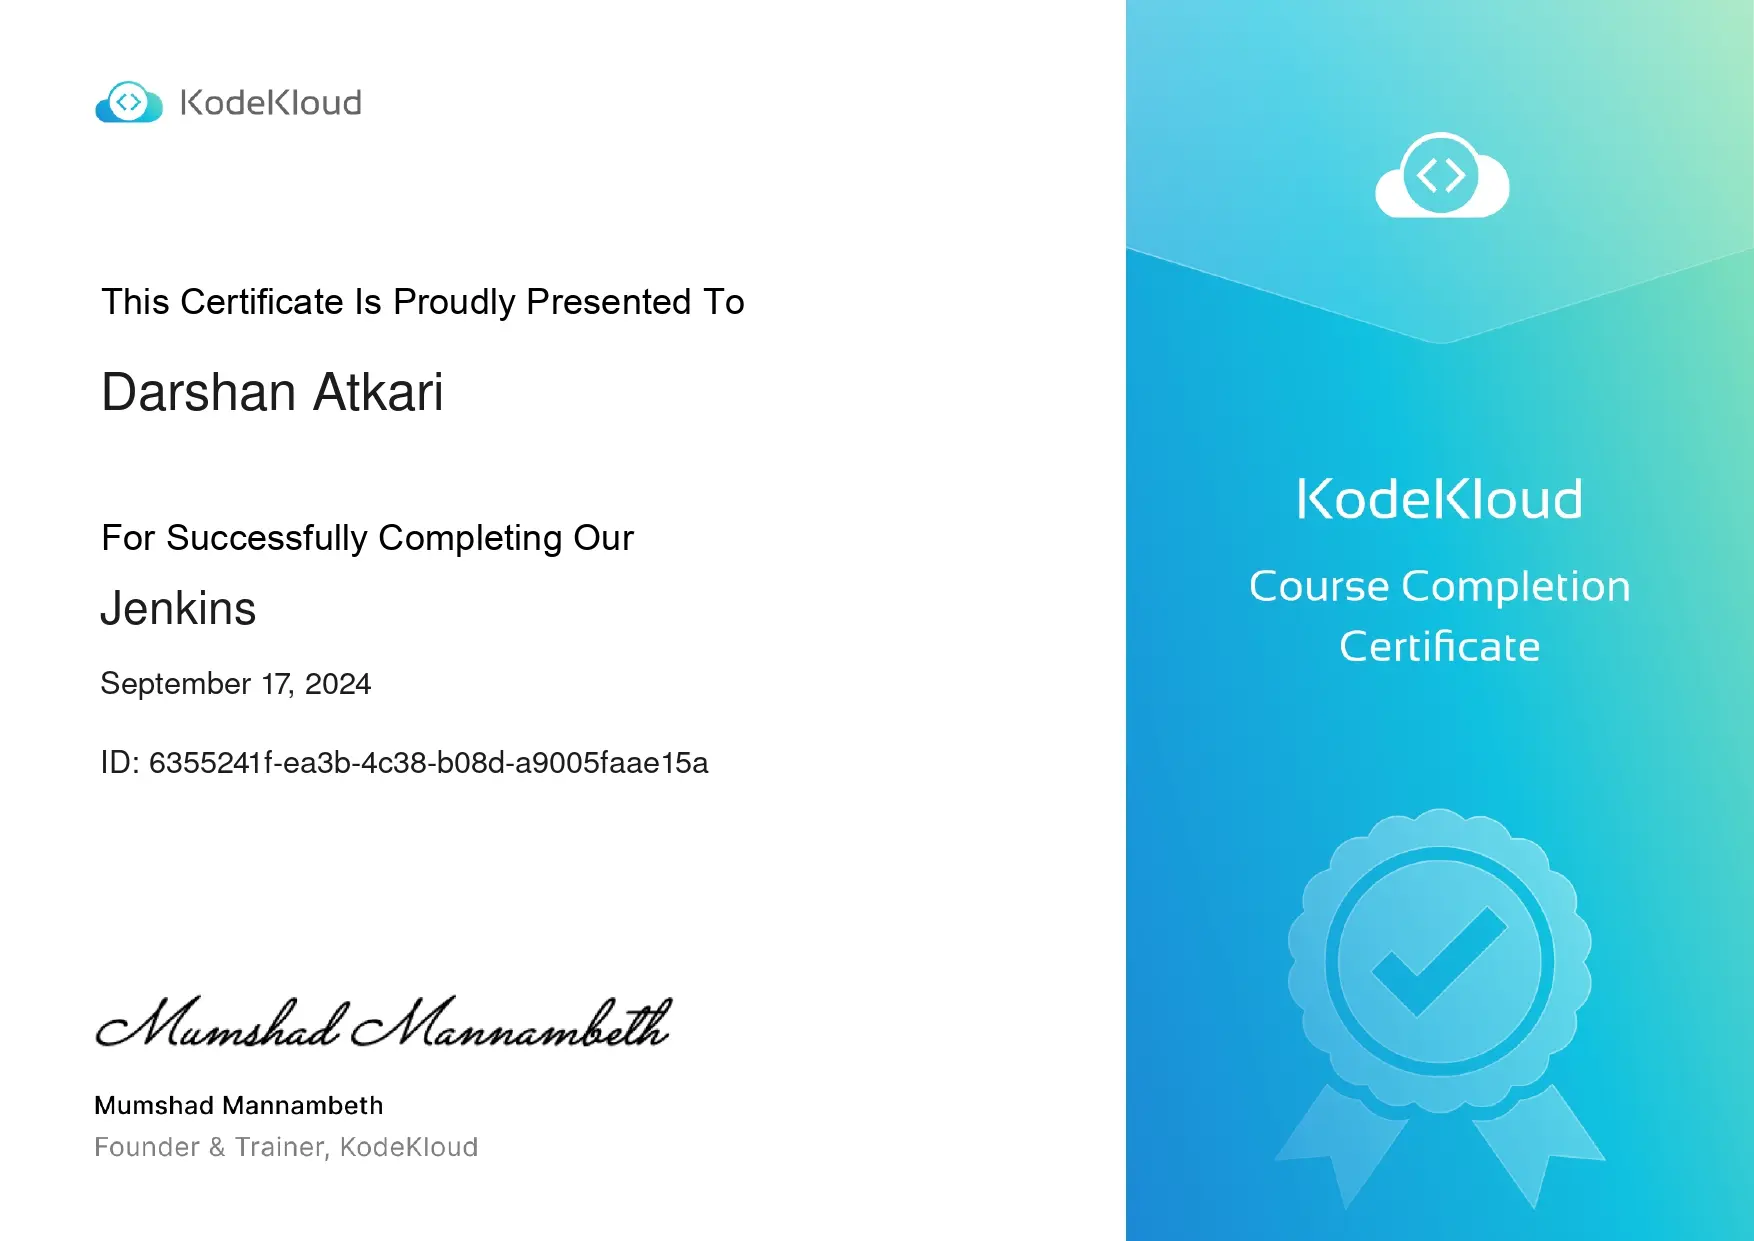 KodeKloud
This Certificate Is Proudly Presented To
Darshan Atkari
For Successfully Completing Our
Jenkins
September 17, 2024
ID: 6355241f-ea3b-4c38-b08d-a9005faae15a
Mumshad Mannambeth
Mumshad Mannambeth
Founder & Trainer, KodeKloud
KodeKloud
Course Completion
Certificate